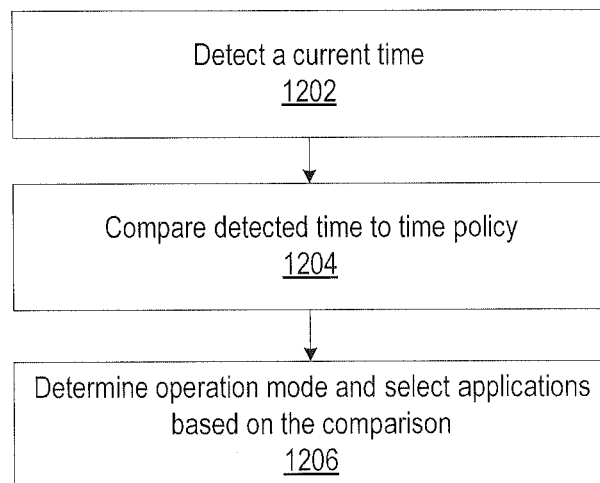 Detect a current time
1202
Compare detected time to time policy
1204
Determine operation mode and select applications
based on the comparison
1206